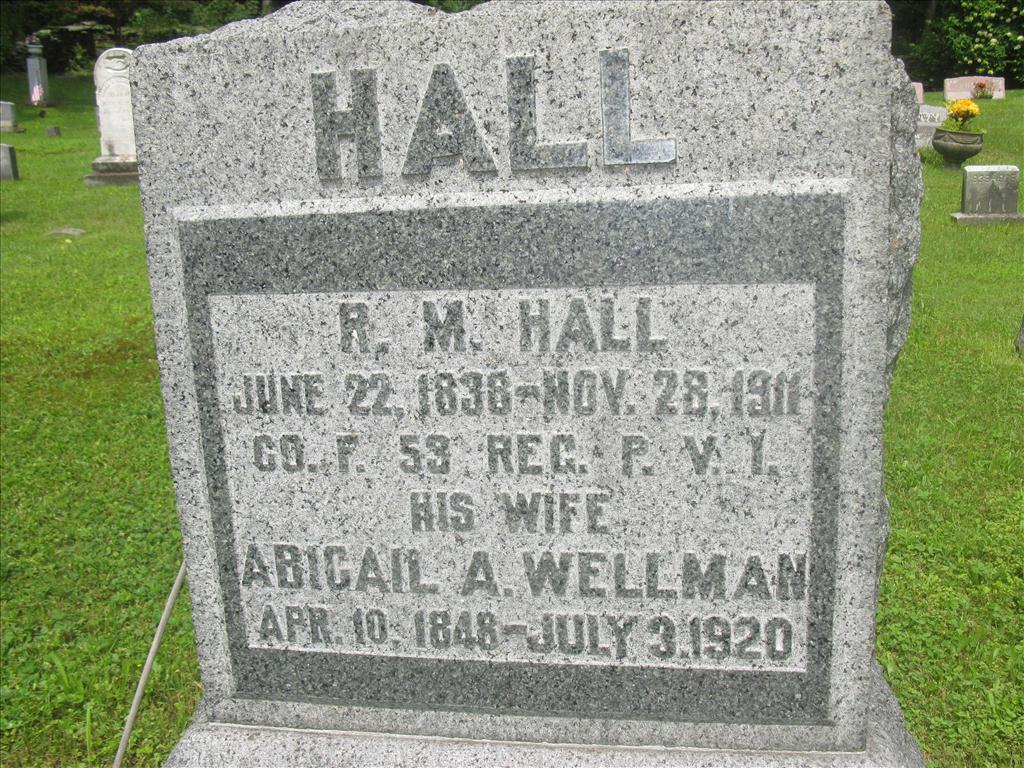 HALL
R. M. HALL
JUNE 22, 1836-NOV. 28, 1911
CO. F. 53 REG. P. V. I.
HIS WIFE
ABIGAIL A. WELLMAN
APR. 10, 1848-JULY 3, 1920